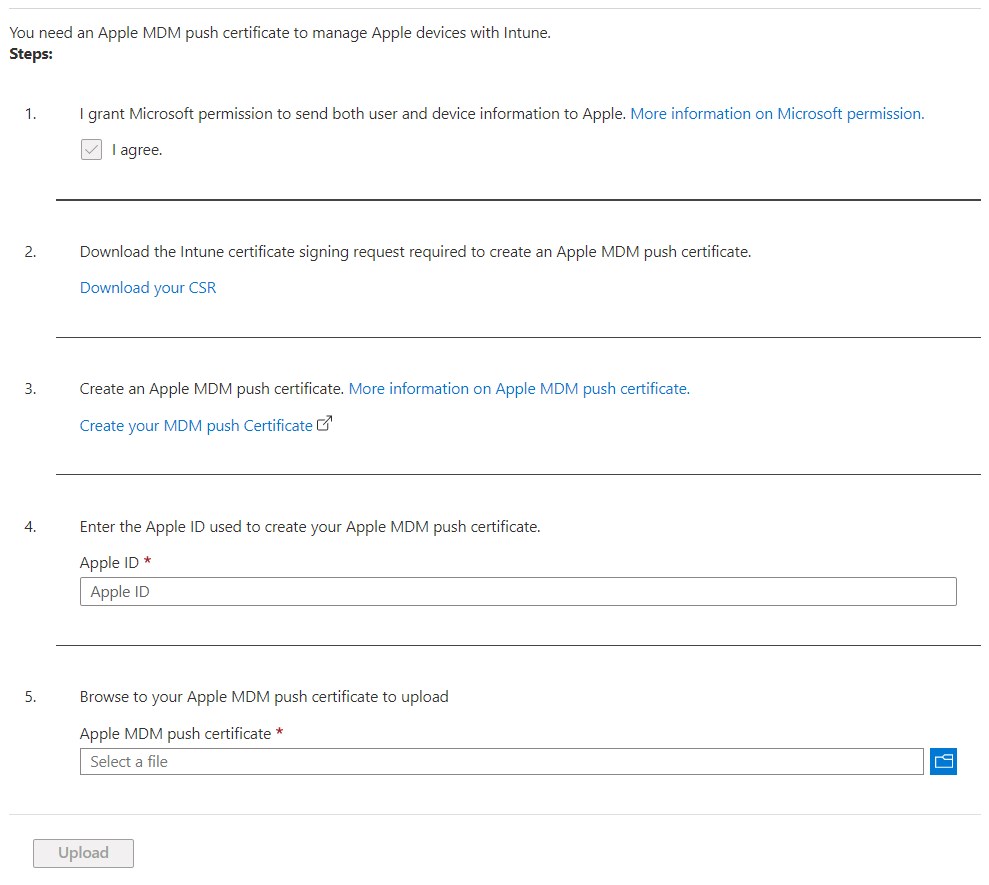 You need an Apple MDM push certificate to manage Apple devices with Intune.
Steps:
1. I grant Microsoft permission to send both user and device information to Apple. More information on Microsoft permission.
I agree.
2. Download the Intune certificate signing request required to create an Apple MDM push certificate.
Download your CSR
3. Create an Apple MDM push certificate. More information on Apple MDM push certificate.
Create your MDM push Certificate
4. Enter the Apple ID used to create your Apple MDM push certificate.
Apple ID *
Apple ID
5. Browse to your Apple MDM push certificate to upload
Apple MDM push certificate *
Select a file
Upload